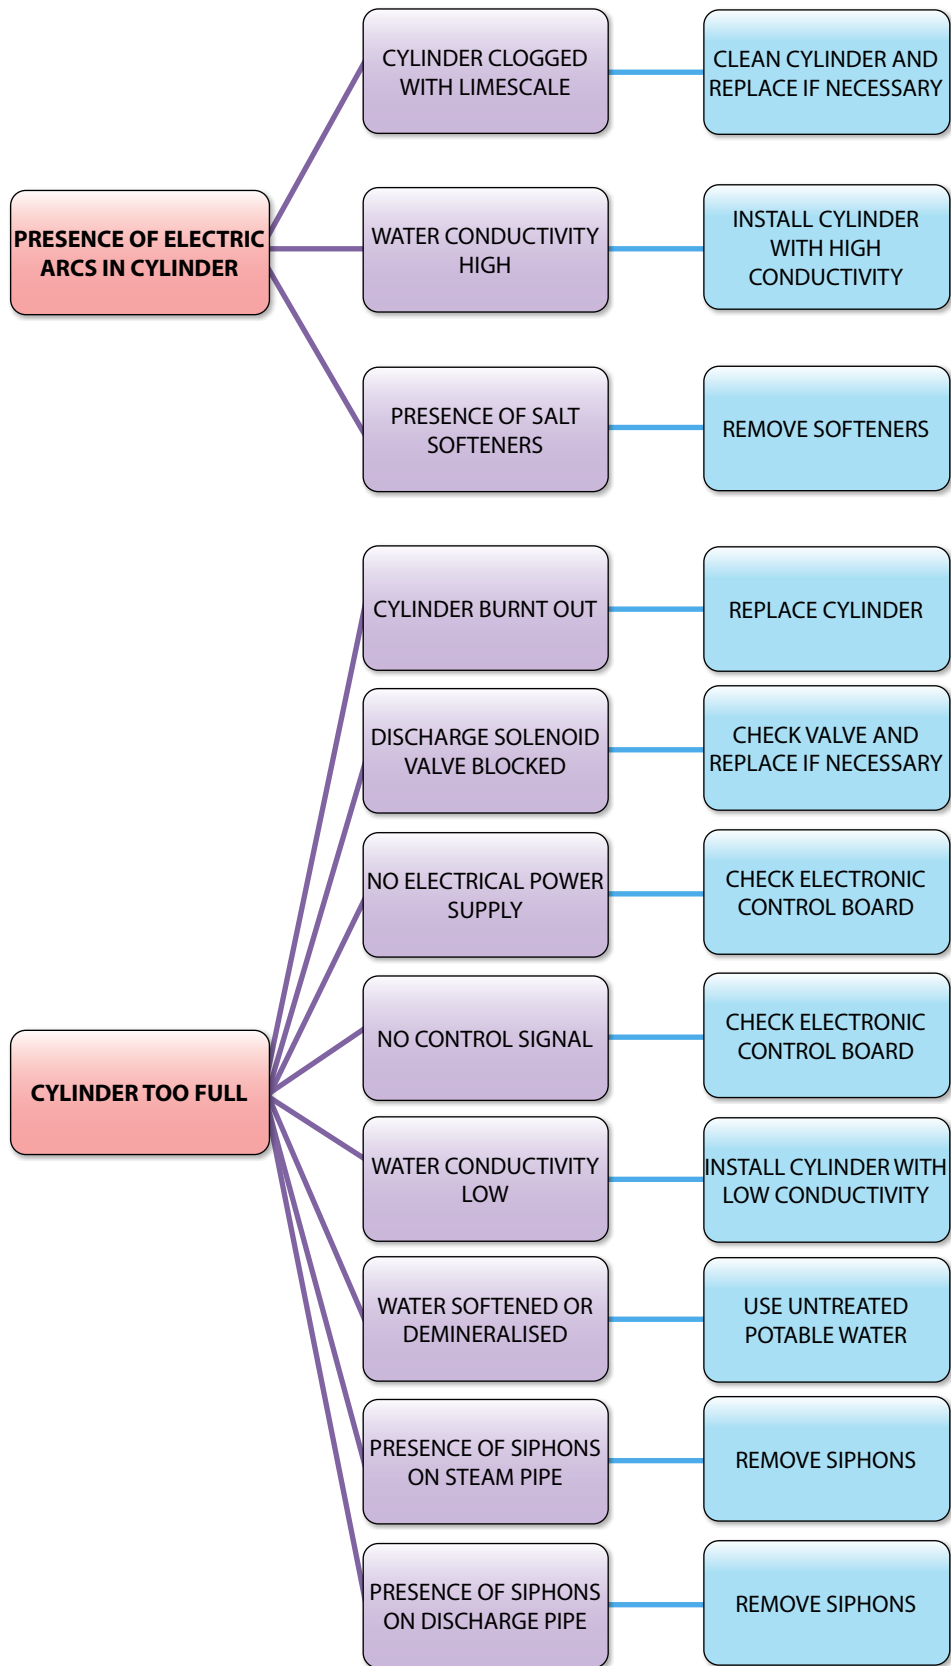 CYLINDER CLOGGED
WITH LIMESCALE
CLEAN CYLINDER AND
REPLACE IF NECESSARY
PRESENCE OF ELECTRIC
ARCS IN CYLINDER
WATER CONDUCTIVITY
HIGH
INSTALL CYLINDER
WITH HIGH
CONDUCTIVITY
PRESENCE OF SALT
SOFTENERS
REMOVE SOFTENERS
CYLINDER BURNT OUT
REPLACE CYLINDER
DISCHARGE SOLENOID
VALVE BLOCKED
CHECK VALVE AND
REPLACE IF NECESSARY
NO ELECTRICAL POWER
SUPPLY
CHECK ELECTRONIC
CONTROL BOARD
CYLINDER TOO FULL
NO CONTROL SIGNAL
CHECK ELECTRONIC
CONTROL BOARD
WATER CONDUCTIVITY
LOW
INSTALL CYLINDER WITH
LOW CONDUCTIVITY
WATER SOFTENED OR
DEMINERALISED
USE UNTREATED
POTABLE WATER
PRESENCE OF SIPHONS
ON STEAM PIPE
REMOVE SIPHONS
PRESENCE OF SIPHONS
ON DISCHARGE PIPE
REMOVE SIPHONS